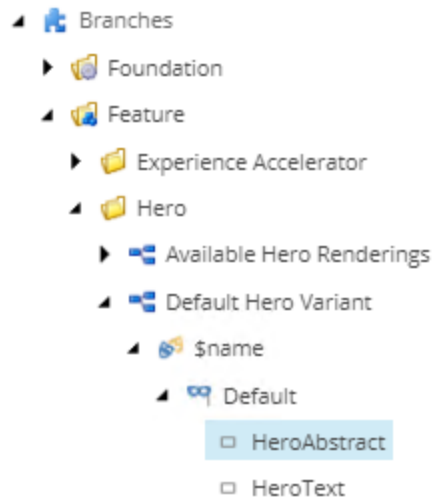 Branches
Foundation
Feature
Experience Accelerator
Hero
Available Hero Renderings
Default Hero Variant
$name
Default
HeroAbstract
HeroText